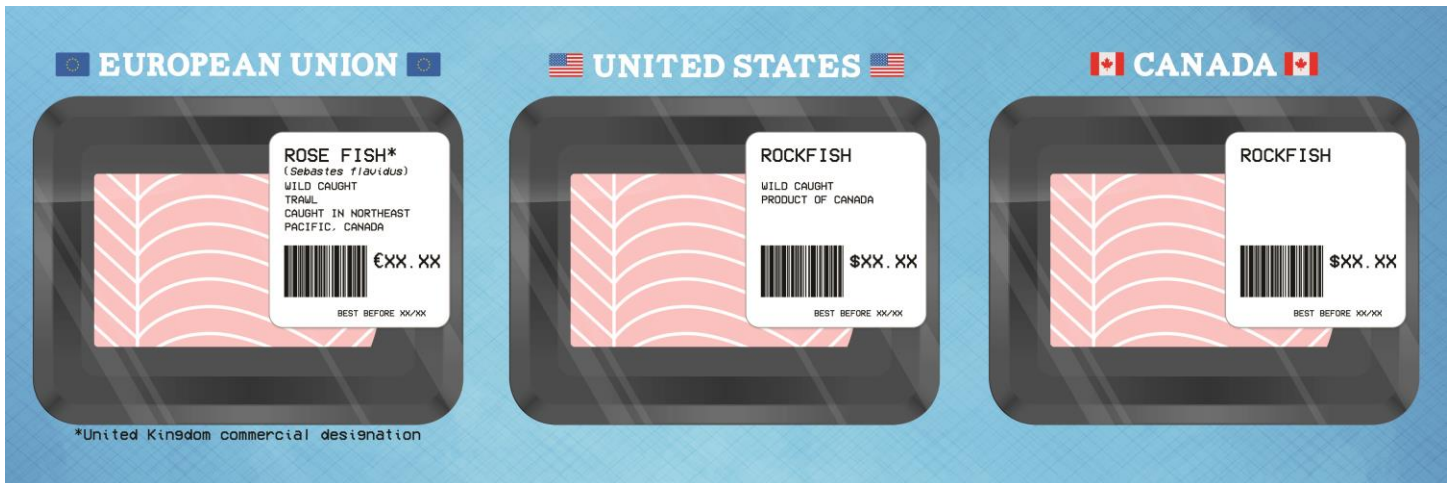 EUROPEAN UNION
UNITED STATES
CANADA
ROSE FISH*
(Sebastes flavidus)
WILD CAUGHT
TRAWL
CAUGHT IN NORTHEAST
PACIFIC, CANADA
€XX.XX
BEST BEFORE XX/XX
*United Kingdom commercial designation
ROCKFISH
WILD CAUGHT
PRODUCT OF CANADA
$XX.XX
BEST BEFORE XX/XX
ROCKFISH
$XX.XX
BEST BEFORE XX/XX